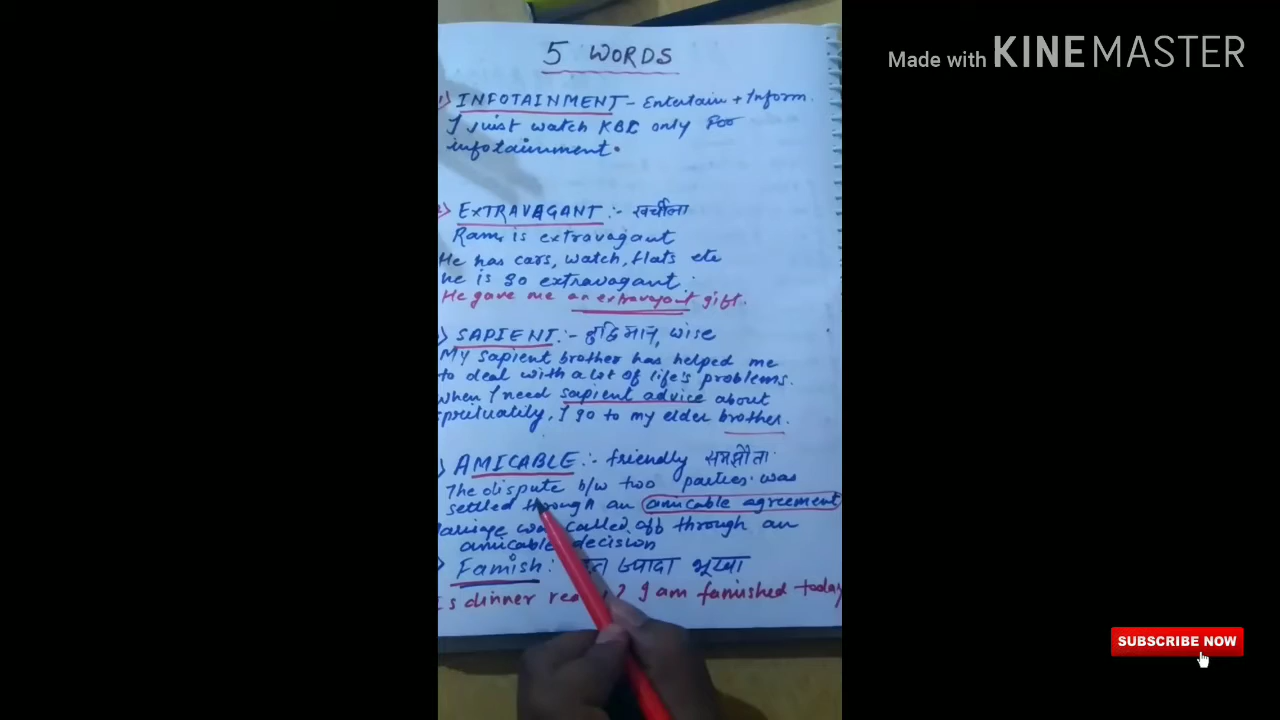 5 WORDS
INFOTAINMENT - Entertain + Inform.
I just watch KBC only for
infotainment.
EXTRAVAGANT :- खर्चीला
Ram is extravagant
He has cars, watch, flats etc
he is so extravagant.
He gave me an extravagant gift.
SAPIENT :- बुद्धिमान, wise
My sapient brother has helped me
to deal with a lot of life's problems.
when I need sapient advice about
, I go to my elder brother.
AMICABLE :- friendly समझौता
The dispute b/w two parties was
settled through an amicable agreement
was called off through an
amicable decision
Famish : ज्यादा भूखा
Is dinner ready? I am famished today
Made with KINEMASTER
SUBSCRIBE NOW